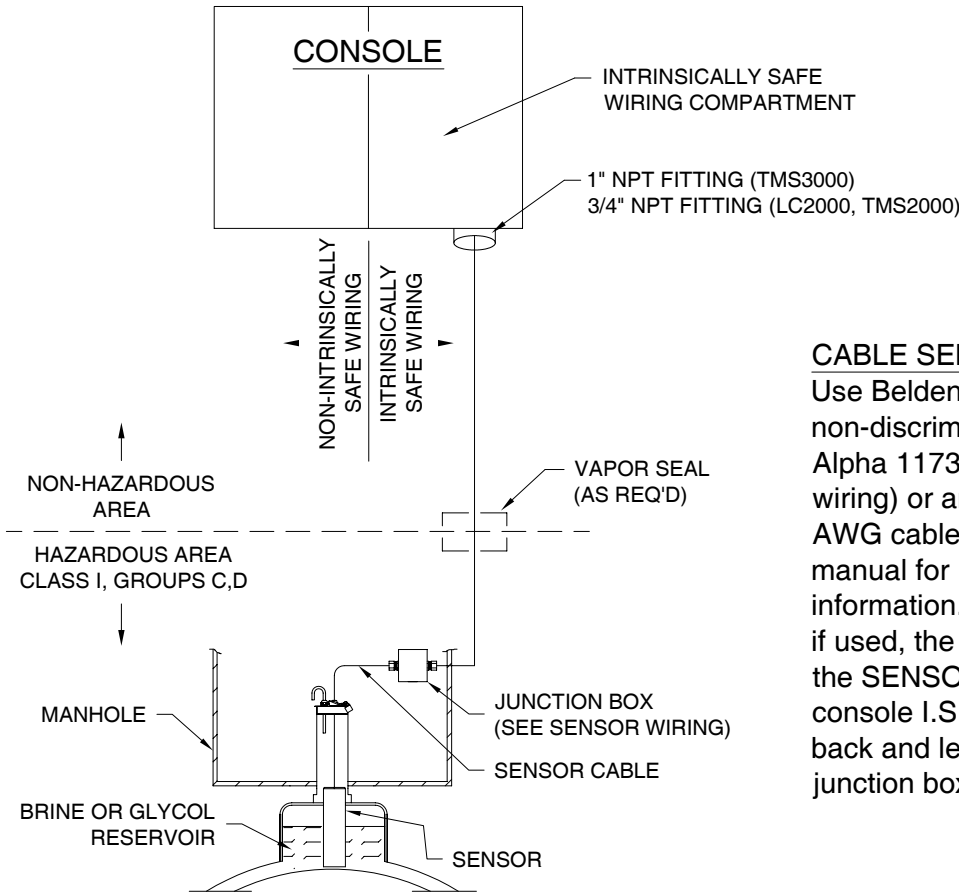 CONSOLE
INTRINSICALLY SAFE
WIRING COMPARTMENT
1" NPT FITTING (TMS3000)
3/4" NPT FITTING (LC2000, TMS2000)
NON-INTRINSICALLY
SAFE WIRING
INTRINSICALLY
SAFE WIRING
NON-HAZARDOUS
AREA
VAPOR SEAL
(AS REQ'D)
HAZARDOUS AREA
CLASS I, GROUPS C,D
MANHOLE
JUNCTION BOX
(SEE SENSOR WIRING)
SENSOR CABLE
BRINE OR GLYCOL
RESERVOIR
SENSOR
CABLE
Use Belden
non-discrim
Alpha 1173
wiring) or a
AWG cable
manual for
information.
if used, the
the SENSO
console I.S
back and le
junction box